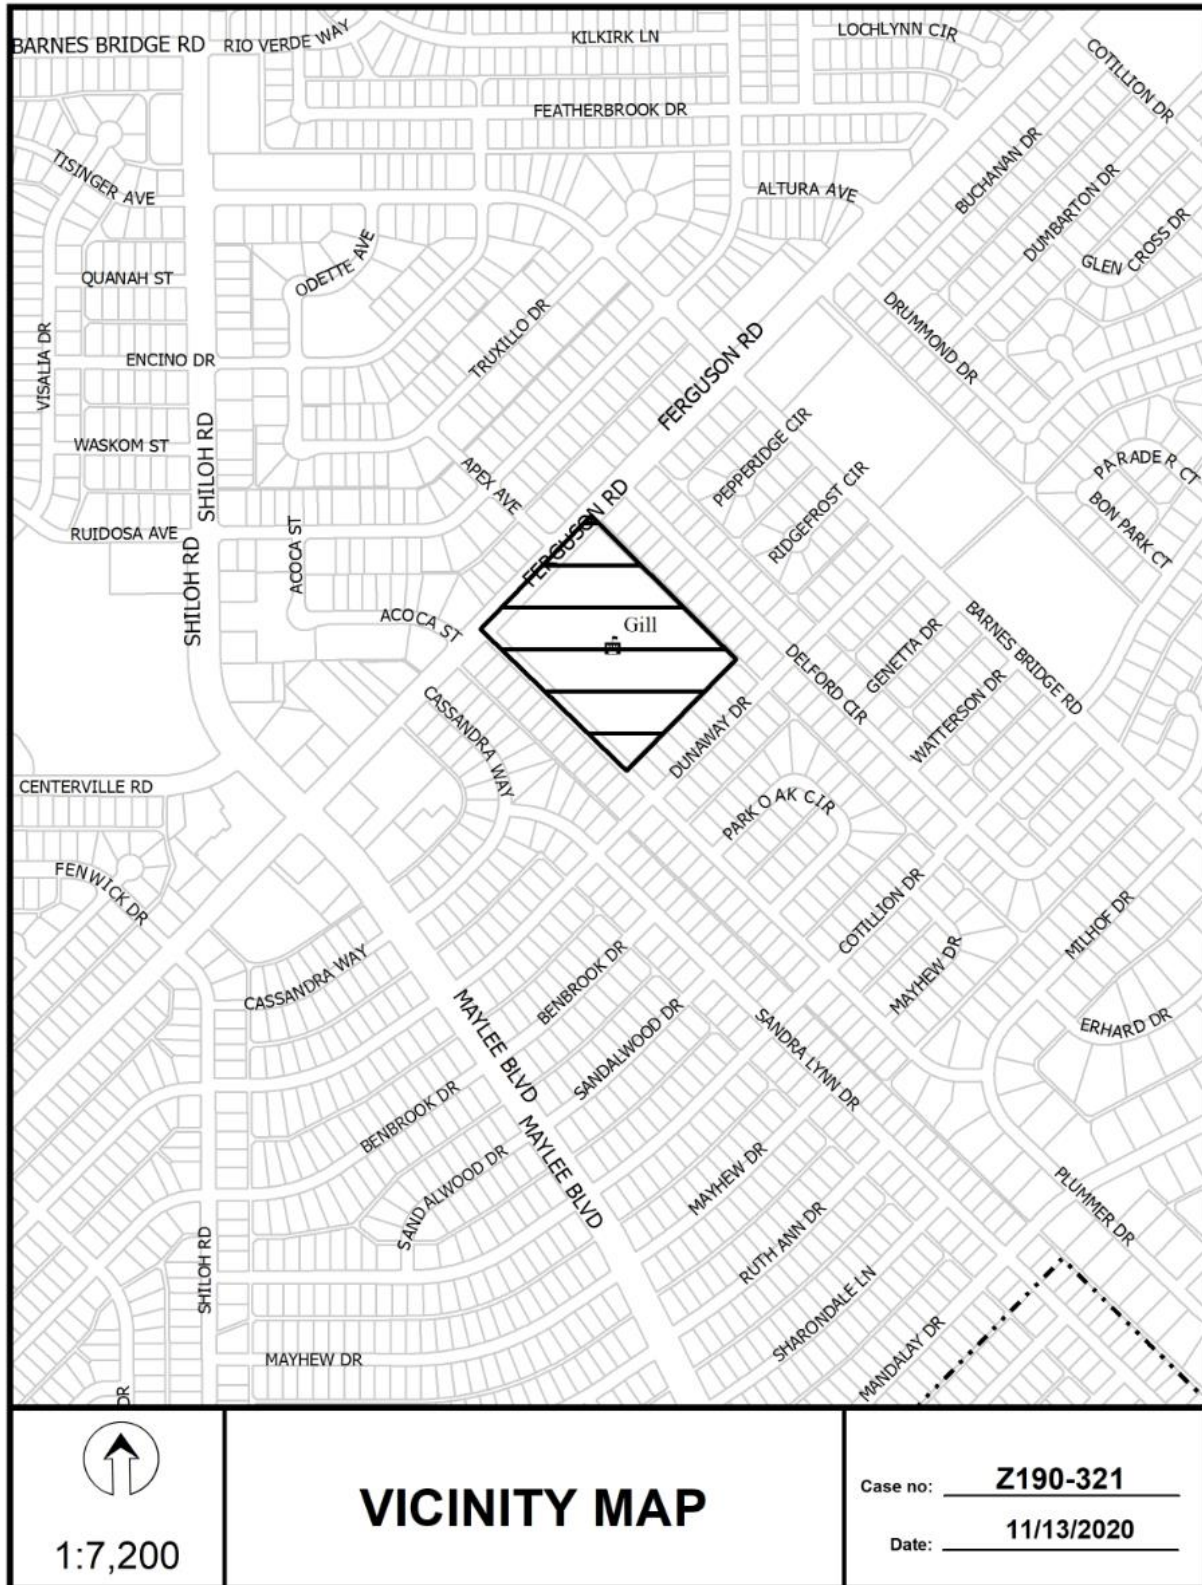 BARNES BRIDGE RD
RIO VERDE WAY
KILKIRK LN
LOCHLYNN CIR
COTILLION DR
FEATHERBROOK DR
BUCHANAN DR
TISINGER AVE
ALTURA AVE
DUMBARTON DR
GLEN CROSS DR
ODETTE AVE
QUANAH ST
DRUMMOND DR
TRUXILLO DR
VISALIA DR
ENCINO DR
FERGUSON RD
WASKOM ST
SHILOH RD
PEPPERIDGE CIR
PARADER CT
APEX AVE
RIDGEFROST CIR
BON PARK CT
RUIDOSA AVE
FERGUSON RD
ACOCA ST
SHILOH RD
ACOCA ST
Gill
BARNES BRIDGE RD
GENETTA DR
DELFORD CIR
CASSANDRA WAY
DUNAWAY DR
WATTERSON DR
CENTERVILLE RD
PARK OAK CIR
FENWICK DR
COTILLION DR
MILHOF DR
CASSANDRA WAY
BENBROOK DR
MAYHEW DR
MAYLEE BLVD
SANDALWOOD DR
SANDRA LYNN DR
ERHARD DR
BENBROOK DR
MAYLEE BLVD
SANDALWOOD DR
MAYHEW DR
PLUMMER DR
RUTH ANN DR
SHILOH RD
SHARONDALE LN
MANDALAY DR
MAYHEW DR
DR
1:7,200
VICINITY MAP
Case no: Z190-321
Date: 11/13/2020